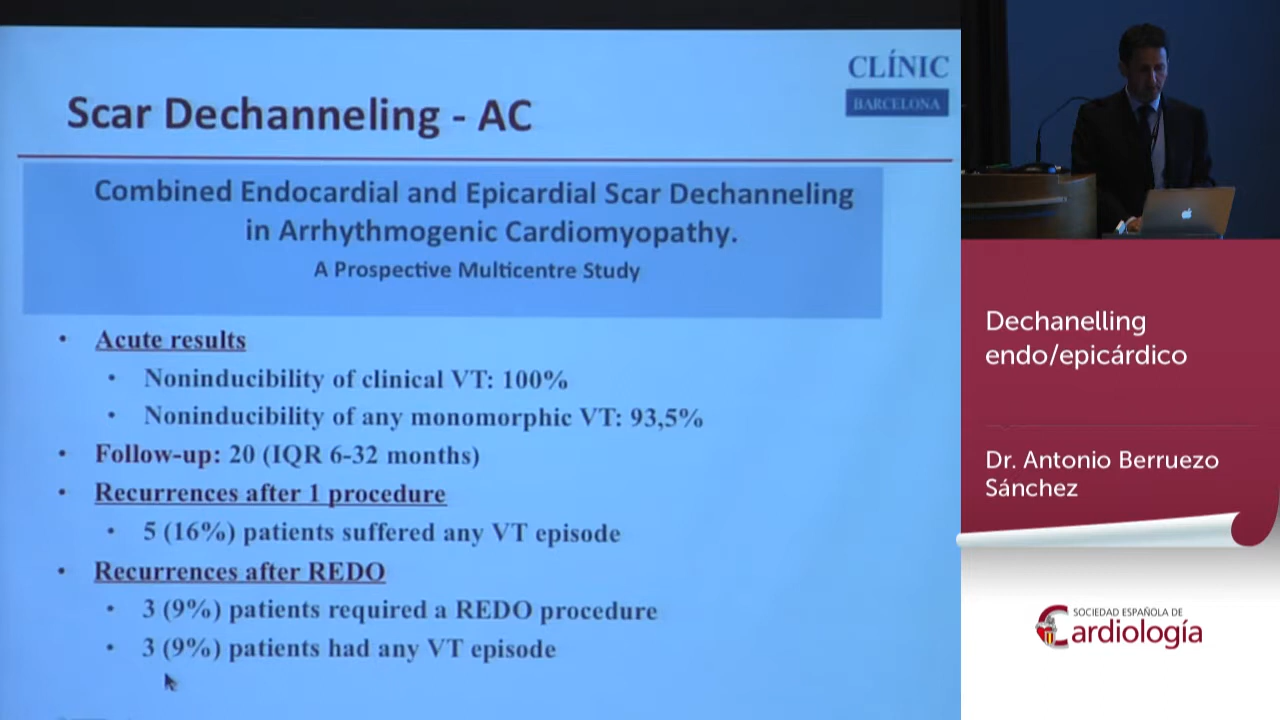 CLÍNIC
BARCELONA
Scar Dechanneling - AC
Combined Endocardial and Epicardial Scar Dechanneling
in Arrhythmogenic Cardiomyopathy.
A Prospective Multicentre Study
• Acute results
• Noninducibility of clinical VT: 100%
• Noninducibility of any monomorphic VT: 93,5%
• Follow-up: 20 (IQR 6-32 months)
• Recurrences after 1 procedure
• 5 (16%) patients suffered any VT episode
• Recurrences after REDO
• 3 (9%) patients required a REDO procedure
• 3 (9%) patients had any VT episode
Dechanelling
endo/epicárdico
Dr. Antonio Berruezo
Sánchez
SOCIEDAD ESPAÑOLA DE
Cardiología